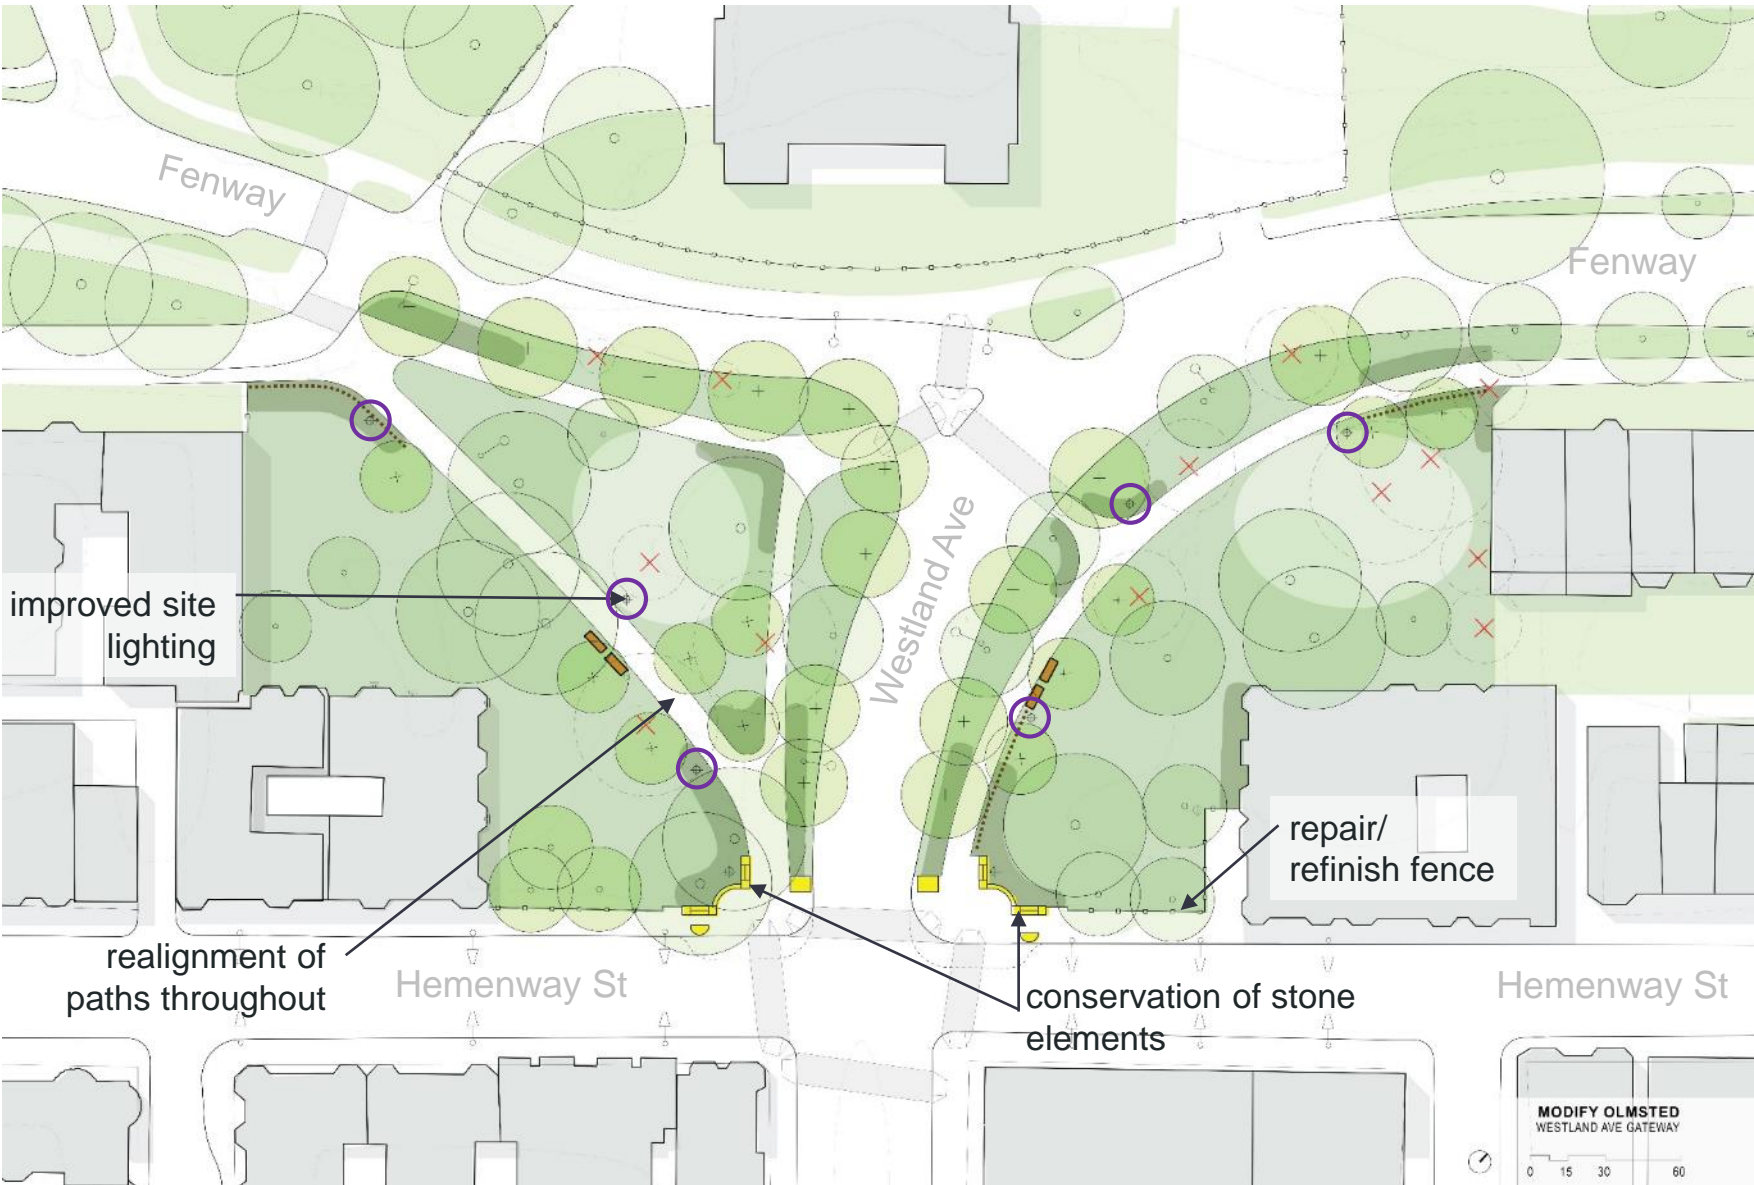 Fenway
Fenway
Westland Ave
improved site
lighting
repair/
refinish fence
realignment of
paths throughout
Hemenway St
conservation of stone
elements
Hemenway St
MODIFY OLMSTED
WESTLAND AVE GATEWAY
0 15 30 60